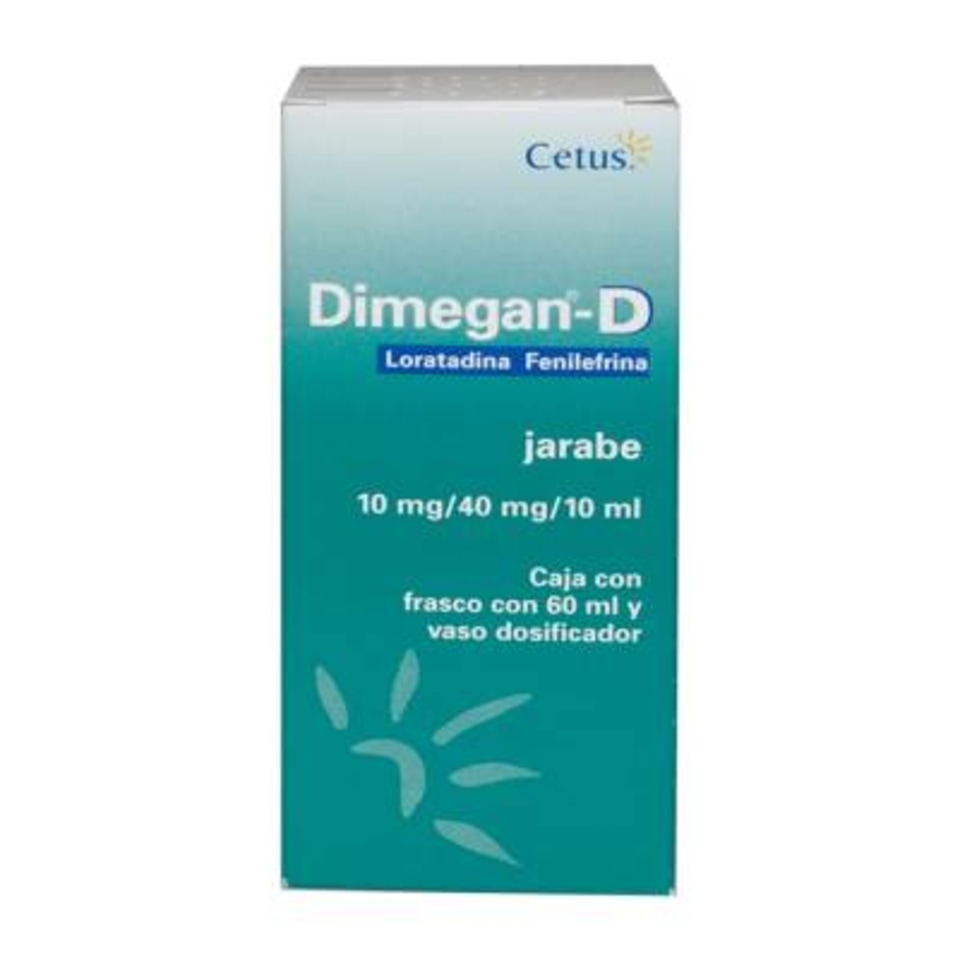 Cetus.
Dimegan®-D
Loratadina Fenilefrina
jarabe
10 mg/40 mg/10 ml
Caja con
frasco con 60 ml y
vaso dosificador